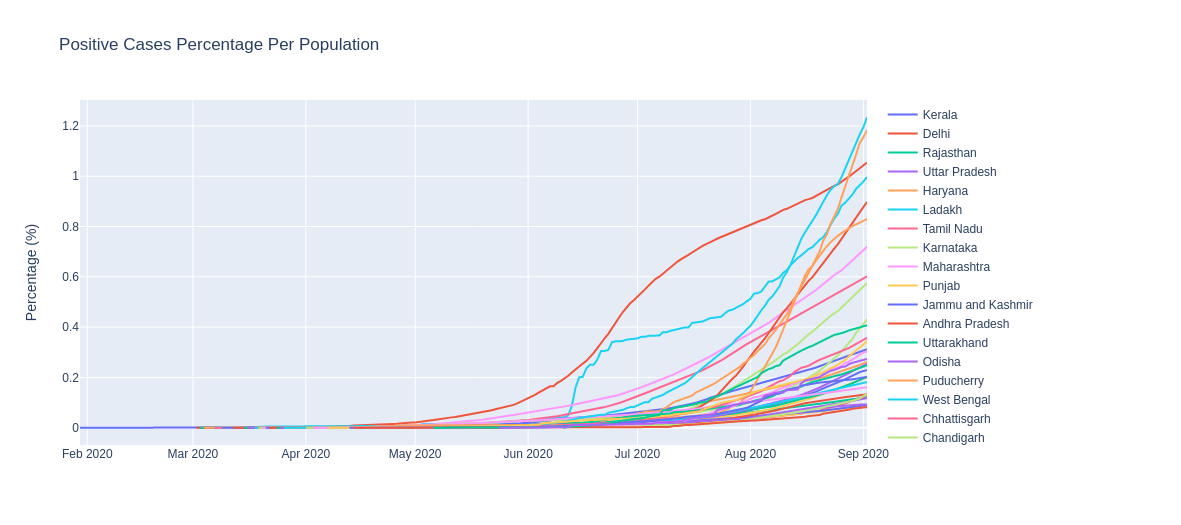 Positive Cases Percentage Per Population
Percentage (%)
1.2
1
0.8
0.6
0.4
0.2
0
Feb 2020
Mar 2020
Apr 2020
May 2020
Jun 2020
Jul 2020
Aug 2020
Sep 2020
Kerala
Delhi
Rajasthan
Uttar Pradesh
Haryana
Ladakh
Tamil Nadu
Karnataka
Maharashtra
Punjab
Jammu and Kashmir
Andhra Pradesh
Uttarakhand
Odisha
Puducherry
West Bengal
Chhattisgarh
Chandigarh